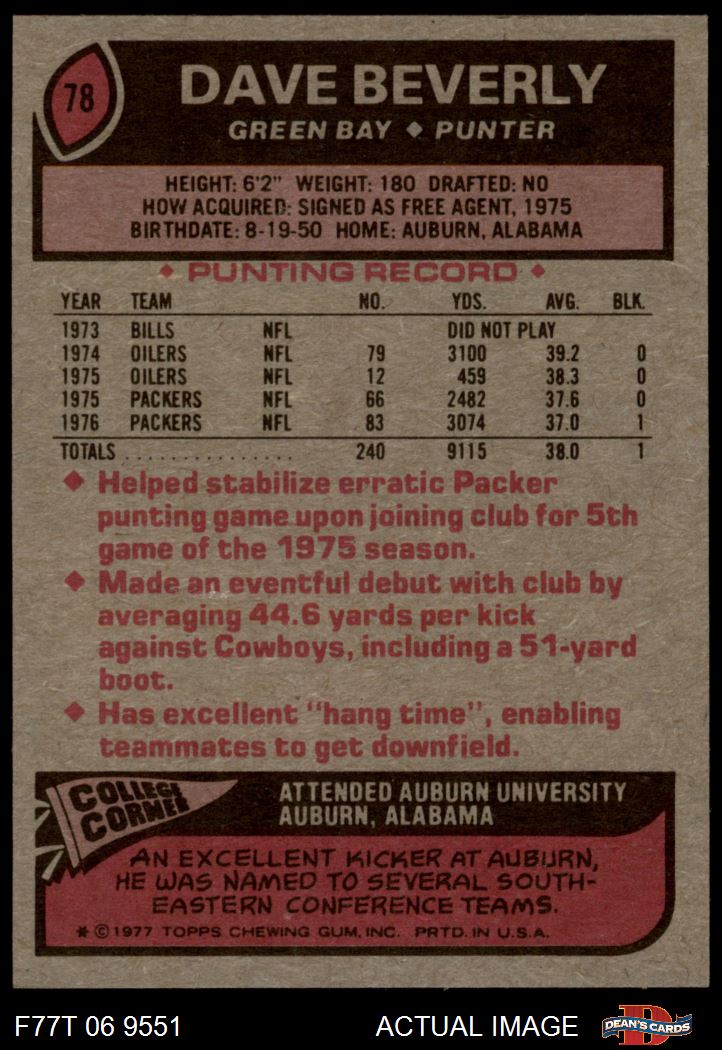 78
DAVE BEVERLY
GREEN BAY ◆ PUNTER
HEIGHT: 6'2" WEIGHT: 180 DRAFTED: NO
HOW ACQUIRED: SIGNED AS FREE AGENT, 1975
BIRTHDATE: 8-19-50 HOME: AUBURN, ALABAMA
◆ PUNTING RECORD ◆
YEAR TEAM NO. YDS. AVG. BLK.
1973 BILLS NFL DID NOT PLAY
1974 OILERS NFL 79 3100 39.2 0
1975 OILERS NFL 12 459 38.3 0
1975 PACKERS NFL 66 2482 37.6 0
1976 PACKERS NFL 83 3074 37.0 1
TOTALS . . . . . . . . . . . . . . . 240 9115 38.0 1
◆ Helped stabilize erratic Packer
punting game upon joining club for 5th
game of the 1975 season.
◆ Made an eventful debut with club by
averaging 44.6 yards per kick
against Cowboys, including a 51-yard
boot.
◆ Has excellent "hang time", enabling
teammates to get downfield.
COLLEGE
CORNER
ATTENDED AUBURN UNIVERSITY
AUBURN, ALABAMA
AN EXCELLENT KICKER AT AUBURN,
HE WAS NAMED TO SEVERAL SOUTH-
EASTERN CONFERENCE TEAMS.
* © 1977 TOPPS CHEWING GUM, INC. PRTD. IN U.S.A.
F77T 06 9551 ACTUAL IMAGE
D
DEAN'S CARDS